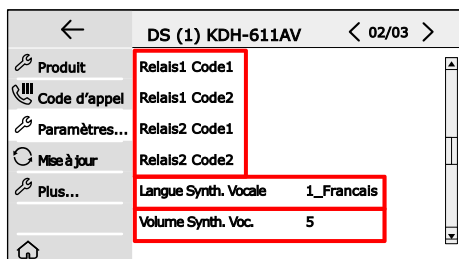 DS (1) KDH-611AV
02/03
Produit
Code d'appel
Paramètres...
Mise à jour
Plus...
Relais1 Code1
Relais1 Code2
Relais2 Code1
Relais2 Code2
Langue Synth. Vocale 1_Francais
Volume Synth. Voc. 5